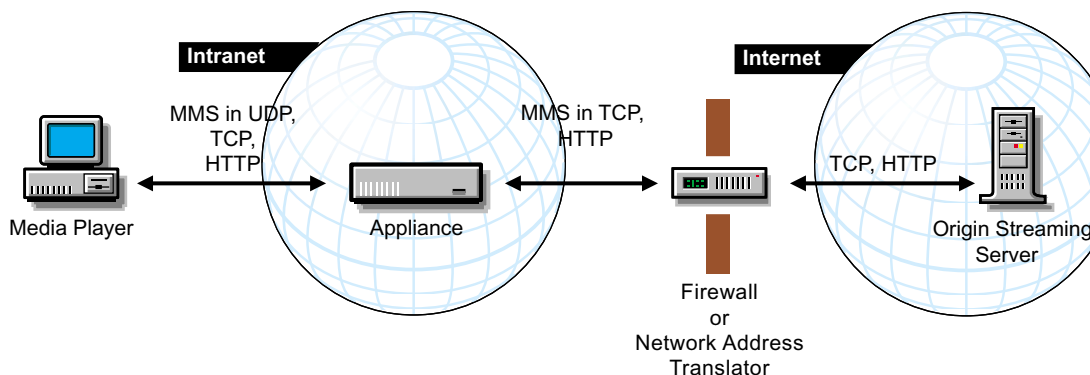 Intranet
Internet
MMS in UDP,
TCP,
HTTP
MMS in TCP,
HTTP
TCP, HTTP
Media Player
Appliance
Origin Streaming
Server
Firewall
or
Network Address
Translator